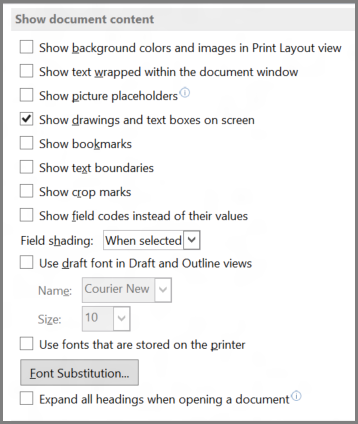 Show document content
Show background colors and images in Print Layout view
Show text wrapped within the document window
Show picture placeholders
Show drawings and text boxes on screen
Show bookmarks
Show text boundaries
Show crop marks
Show field codes instead of their values
Field shading: When selected
Use draft font in Draft and Outline views
Name: Courier New
Size: 10
Use fonts that are stored on the printer
Font Substitution...
Expand all headings when opening a document